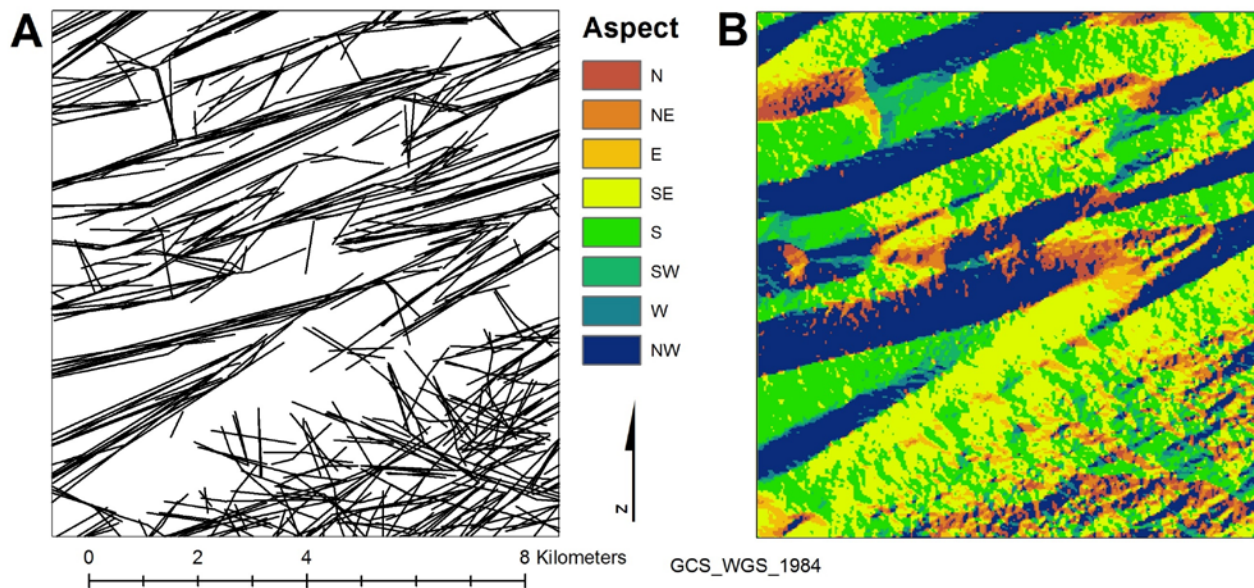 A
Aspect
N
NE
E
SE
S
SW
W
NW
N
0 2 4 8 Kilometers
B
GCS_WGS_1984